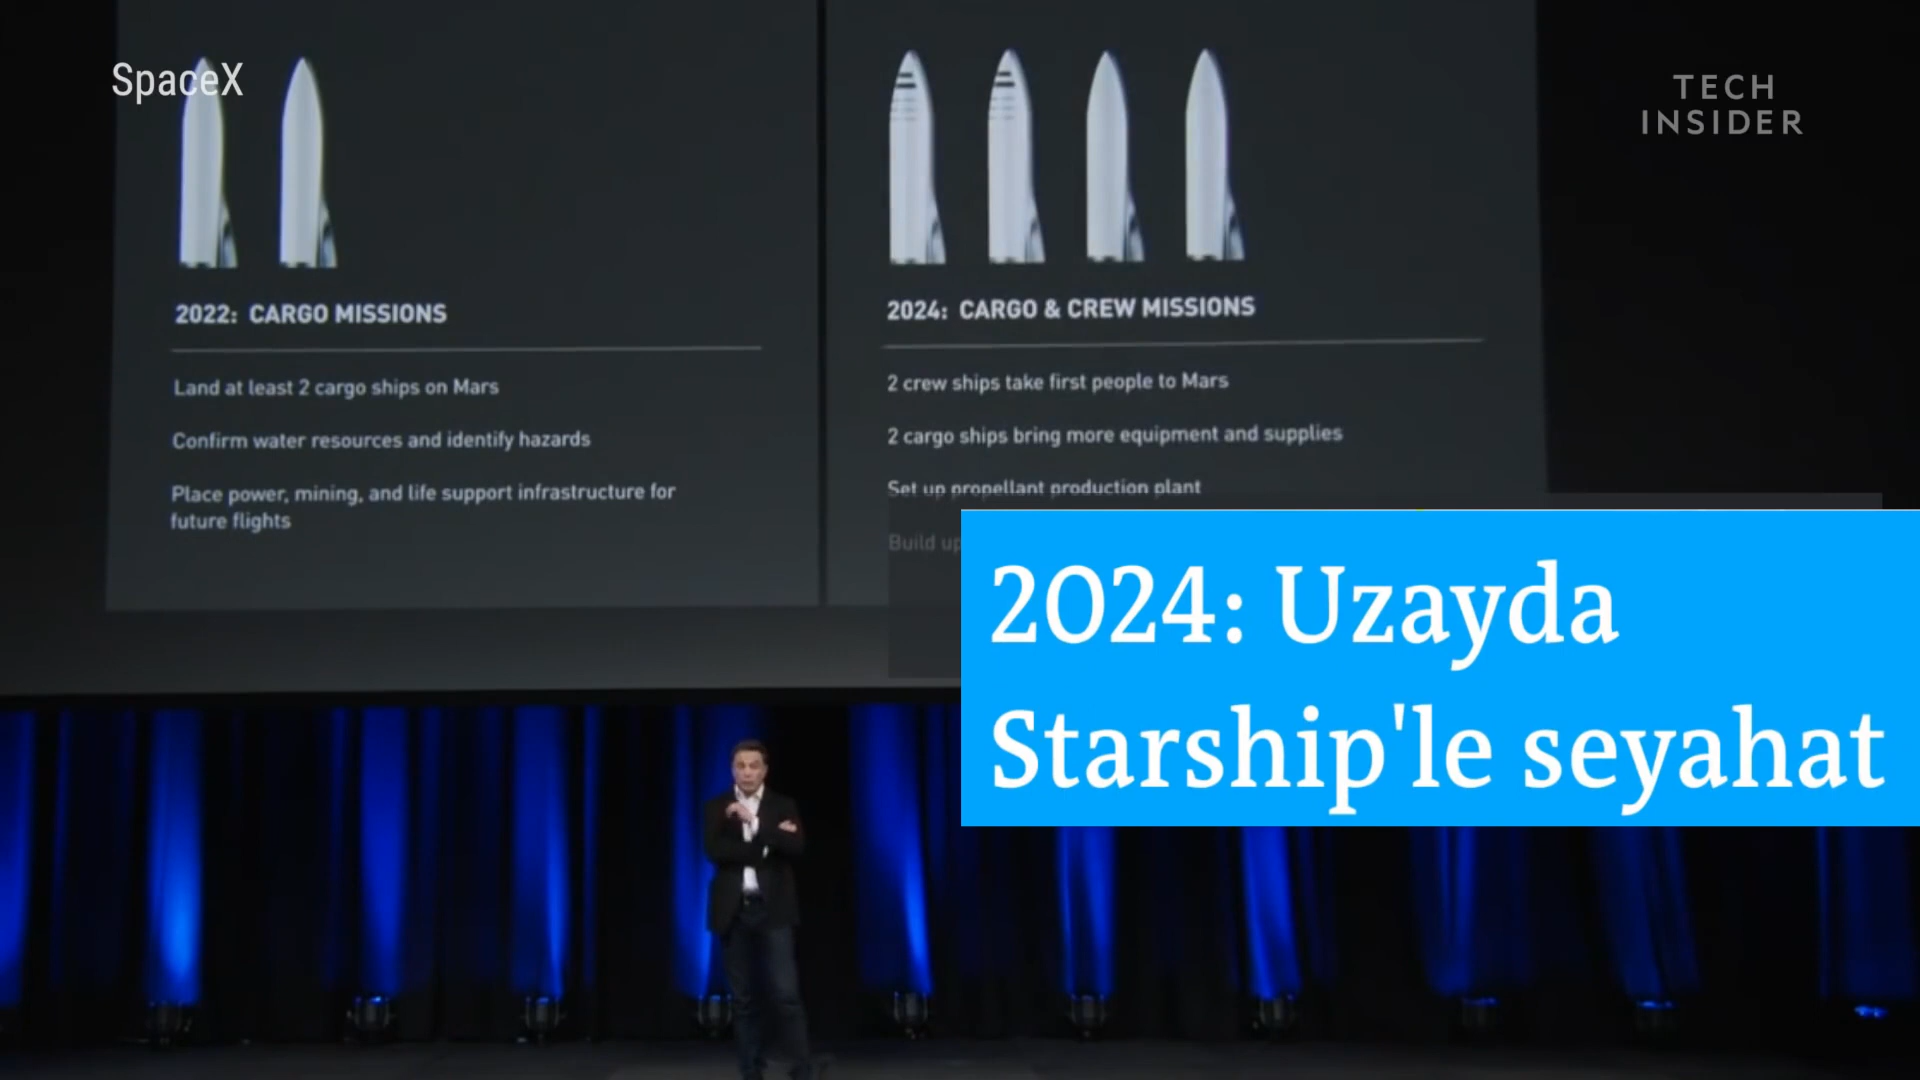 SpaceX
TECH
INSIDER
2022: CARGO MISSIONS
Land at least 2 cargo ships on Mars
Confirm water resources and identify hazards
Place power, mining, and life support infrastructure for
future flights
2024: CARGO & CREW MISSIONS
2 crew ships take first people to Mars
2 cargo ships bring more equipment and supplies
Set up propellant production plant
Build up
2024: Uzayda
Starship'le seyahat